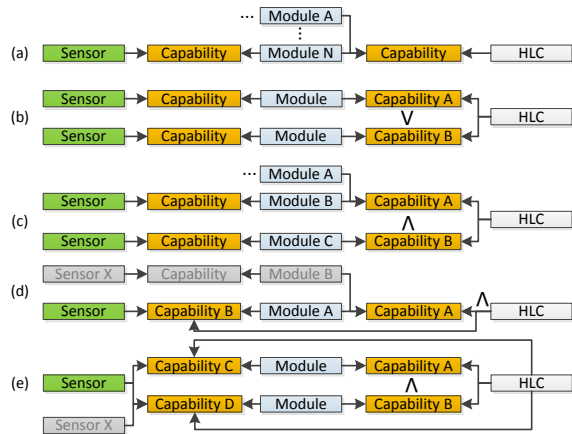 ... Module A
⋮
(a) Sensor Capability Module N Capability HLC
Sensor Capability Module Capability A
(b) V HLC
Sensor Capability Module Capability B
... Module A
Sensor Capability Module B Capability A
(c) Λ HLC
Sensor Capability Module C Capability B
Sensor X Capability Module B
(d) Λ
Sensor Capability B Module A Capability A HLC
Capability C Module Capability A
(e) Sensor Λ HLC
Capability D Module Capability B
Sensor X